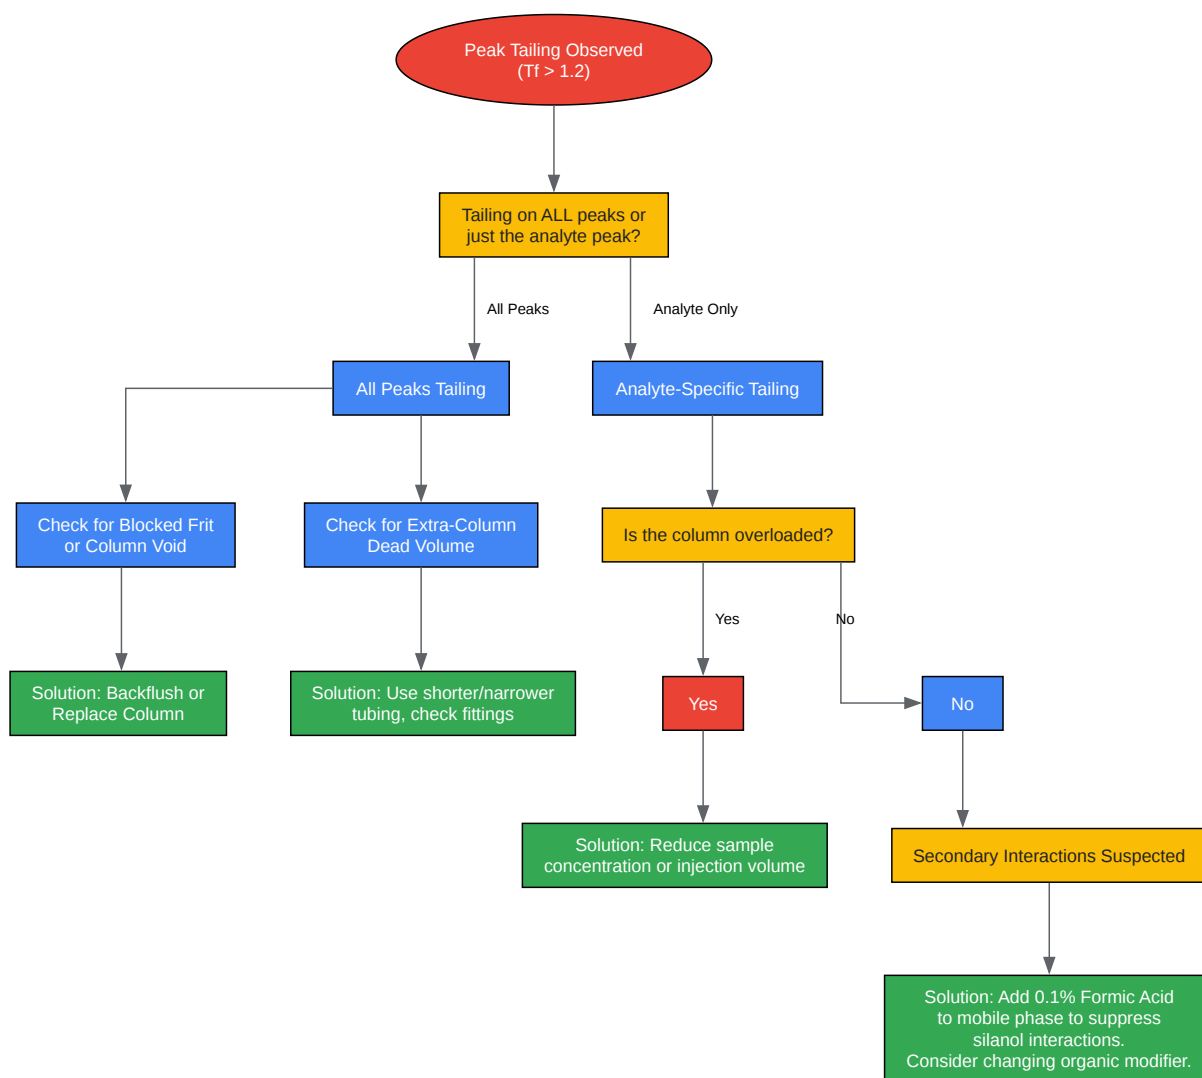 Peak Tailing Observed
(Tf > 1.2)
Tailing on ALL peaks or
just the analyte peak?
All Peaks
Analyte Only
All Peaks Tailing
Analyte-Specific Tailing
Check for Blocked Frit
or Column Void
Check for Extra-Column
Dead Volume
Is the column overloaded?
Yes
No
Solution: Backflush or
Replace Column
Solution: Use shorter/narrower
tubing, check fittings
Yes
No
Solution: Reduce sample
concentration or injection volume
Secondary Interactions Suspected
Solution: Add 0.1% Formic Acid
to mobile phase to suppress
silanol interactions.
Consider changing organic modifier.